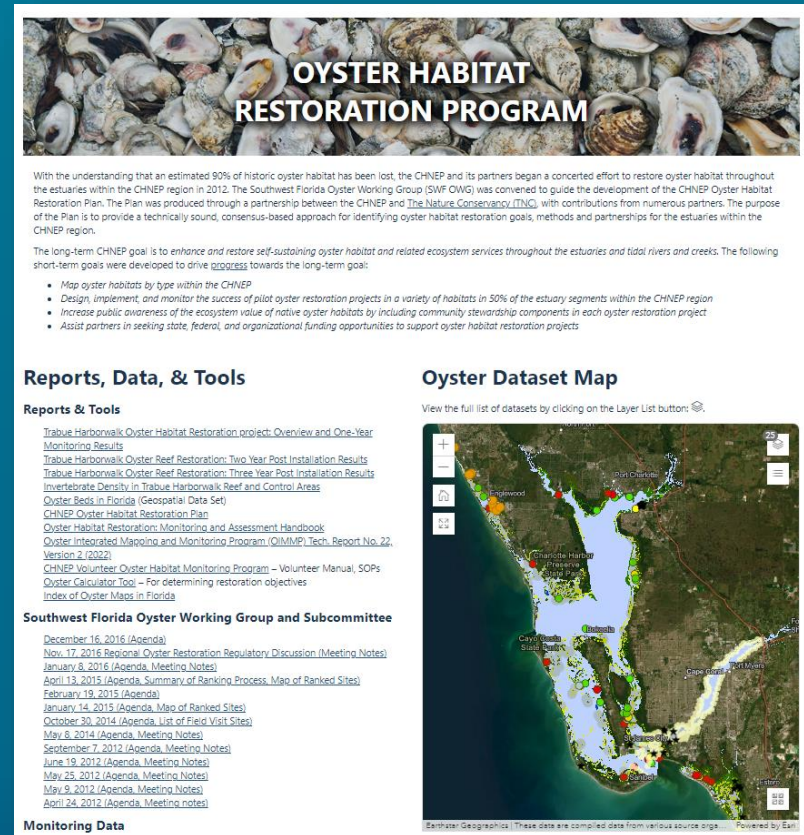 OYSTER HABITAT
RESTORATION PROGRAM
With the understanding that an estimated 90% of historic oyster habitat has been lost, the CHNEP and its partners began a concerted effort to restore oyster habitat throughout
the estuaries within the CHNEP region in 2012. The Southwest Florida Oyster Working Group (SWF OWG) was convened to guide the development of the CHNEP Oyster Habitat
Restoration Plan. The Plan was produced through a partnership between the CHNEP and The Nature Conservancy (TNC), with contributions from numerous partners. The purpose
of the Plan is to provide a technically sound, consensus-based approach for identifying oyster habitat restoration goals, methods and partnerships for the estuaries within the
CHNEP region.
The long-term CHNEP goal is to enhance and restore self-sustaining oyster habitat and related ecosystem services throughout the estuaries and tidal rivers and creeks. The following
short-term goals were developed to drive progress towards the long-term goal:
• Map oyster habitats by type within the CHNEP
• Design, implement, and monitor the success of pilot oyster restoration projects in a variety of habitats in 50% of the estuary segments within the CHNEP region
• Increase public awareness of the ecosystem value of native oyster habitats by including community stewardship components in each oyster restoration project
• Assist partners in seeking state, federal, and organizational funding opportunities to support oyster habitat restoration projects
Reports, Data, & Tools
Reports & Tools
Trabue Harborwalk Oyster Habitat Restoration project: Overview and One-Year
Monitoring Results
Trabue Harborwalk Oyster Reef Restoration: Two Year Post Installation Results
Trabue Harborwalk Oyster Reef Restoration: Three Year Post Installation Results
Invertebrate Density in Trabue Harborwalk Reef and Control Areas
Oyster Beds in Florida (Geospatial Data Set)
CHNEP Oyster Habitat Restoration Plan
Oyster Habitat Restoration: Monitoring and Assessment Handbook
Oyster Integrated Mapping and Monitoring Program (OIMMP) Tech. Report No. 22,
Version 2 (2022)
CHNEP Volunteer Oyster Habitat Monitoring Program – Volunteer Manual, SOPs
Oyster Calculator Tool – For determining restoration objectives
Index of Oyster Maps in Florida
Southwest Florida Oyster Working Group and Subcommittee
December 16, 2016 (Agenda)
Nov. 17, 2016 Regional Oyster Restoration Regulatory Discussion (Meeting Notes)
January 8, 2016 (Agenda, Meeting Notes)
April 13, 2015 (Agenda, Summary of Ranking Process, Map of Ranked Sites)
February 19, 2015 (Agenda)
January 14, 2015 (Agenda, Map of Ranked Sites)
October 30, 2014 (Agenda, List of Field Visit Sites)
May 8, 2014 (Agenda, Meeting Notes)
September 7, 2012 (Agenda, Meeting Notes)
June 19, 2012 (Agenda, Meeting Notes)
May 25, 2012 (Agenda, Meeting Notes)
May 9, 2012 (Agenda, Meeting Notes)
April 24, 2012 (Agenda, Meeting notes)
Monitoring Data
Oyster Dataset Map
View the full list of datasets by clicking on the Layer List button: .
25
Port Charlotte
Englewood
Charlotte Harbor
Preserve
State Park
Bokeelia
Cayo Costa
State Park
Fort Myers
Cape Coral
St James City
Sanibel
Estero
Earthstar Geographics | These data are compiled data from various source orga... Powered by Esri